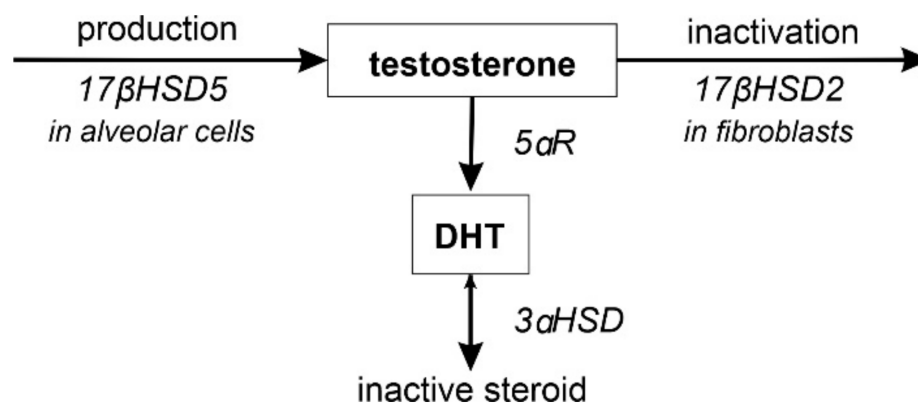 production
17βHSD5
in alveolar cells
testosterone
inactivation
17βHSD2
in fibroblasts
5αR
DHT
3αHSD
inactive steroid